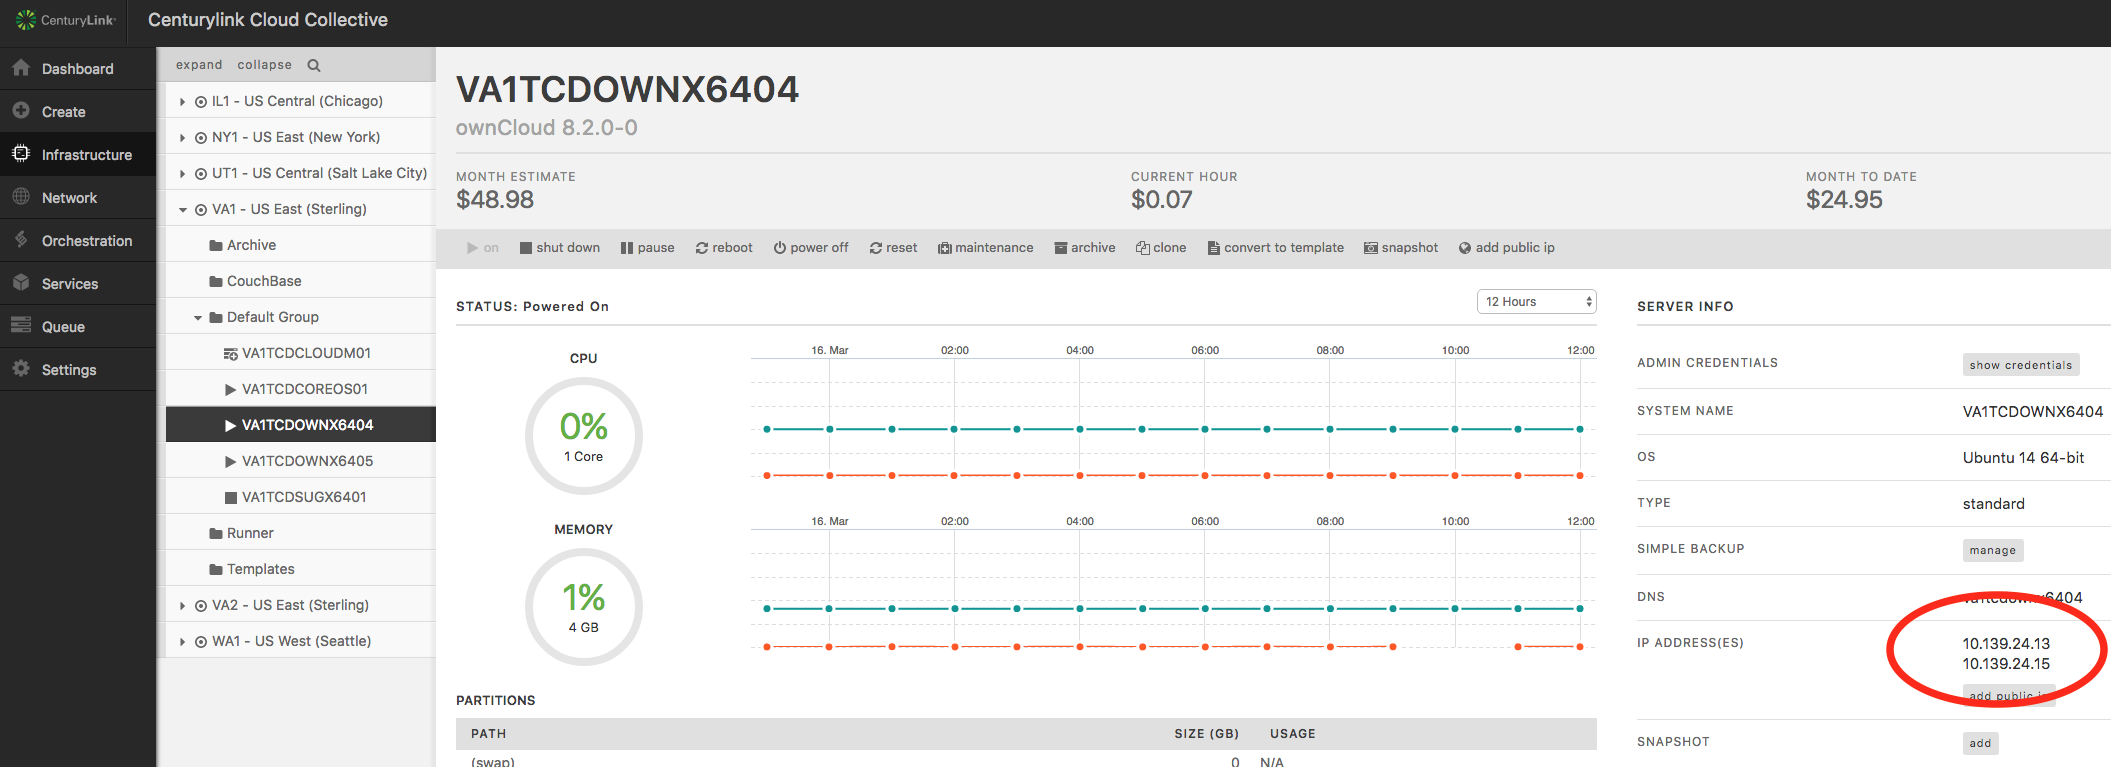 CenturyLink Centurylink Cloud Collective
Dashboard
Create
Infrastructure
Network
Orchestration
Services
Queue
Settings
expand collapse
IL1 - US Central (Chicago)
NY1 - US East (New York)
UT1 - US Central (Salt Lake City)
VA1 - US East (Sterling)
Archive
CouchBase
Default Group
VA1TCDCLOUDM01
VA1TCDCOREOS01
VA1TCDOWNX6404
VA1TCDOWNX6405
VA1TCDSUGX6401
Runner
Templates
VA2 - US East (Sterling)
WA1 - US West (Seattle)
VA1TCDOWNX6404
ownCloud 8.2.0-0
MONTH ESTIMATE
$48.98
CURRENT HOUR
$0.07
MONTH TO DATE
$24.95
on shut down pause reboot power off reset maintenance archive clone convert to template snapshot add public ip
STATUS: Powered On
12 Hours
CPU
0%
1 Core
16. Mar 02:00 04:00 06:00 08:00 10:00 12:00
MEMORY
1%
4 GB
16. Mar 02:00 04:00 06:00 08:00 10:00 12:00
PARTITIONS
PATH SIZE (GB) USAGE
(swap) 0 N/A
SERVER INFO
ADMIN CREDENTIALS show credentials
SYSTEM NAME VA1TCDOWNX6404
OS Ubuntu 14 64-bit
TYPE standard
SIMPLE BACKUP manage
DNS va1tcdownx6404
IP ADDRESS(ES) 10.139.24.13
10.139.24.15
add public ip
SNAPSHOT add